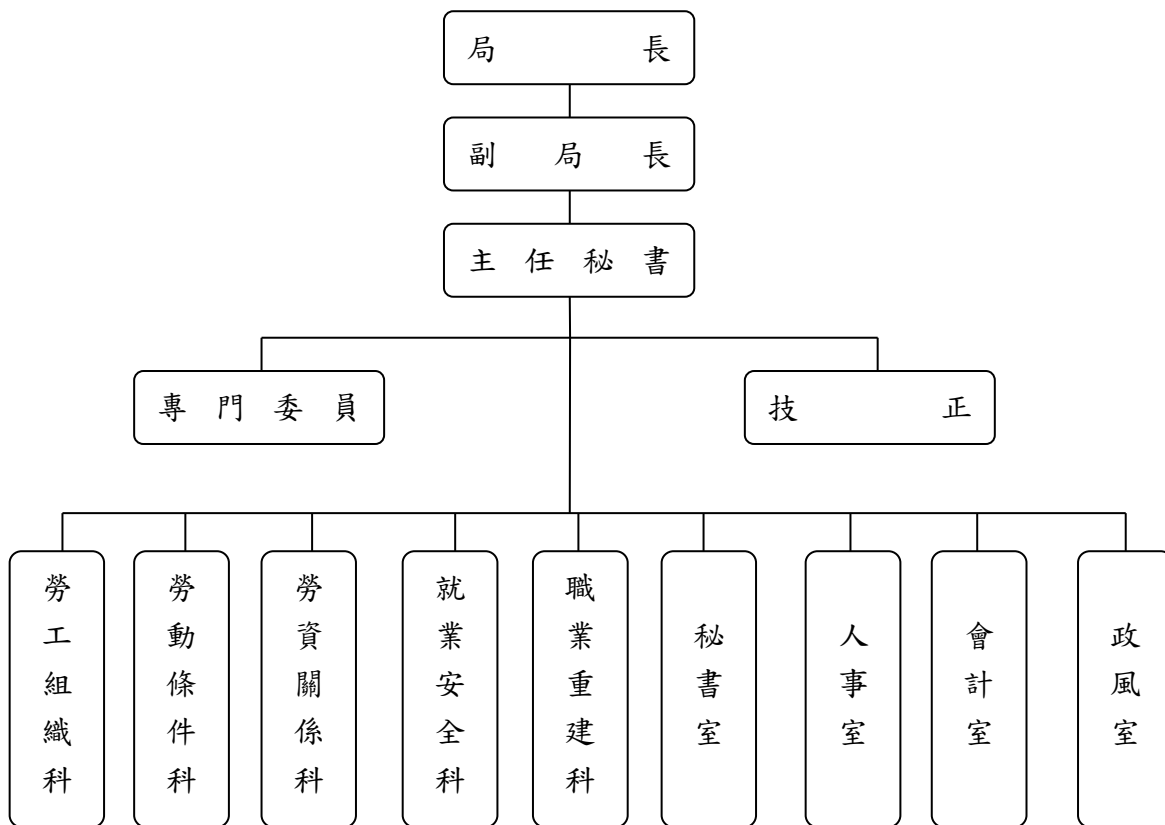 局長
副局長
主任秘書
專門委員
技正
勞工組織科
勞動條件科
勞資關係科
就業安全科
職業重建科
秘書室
人事室
會計室
政風室